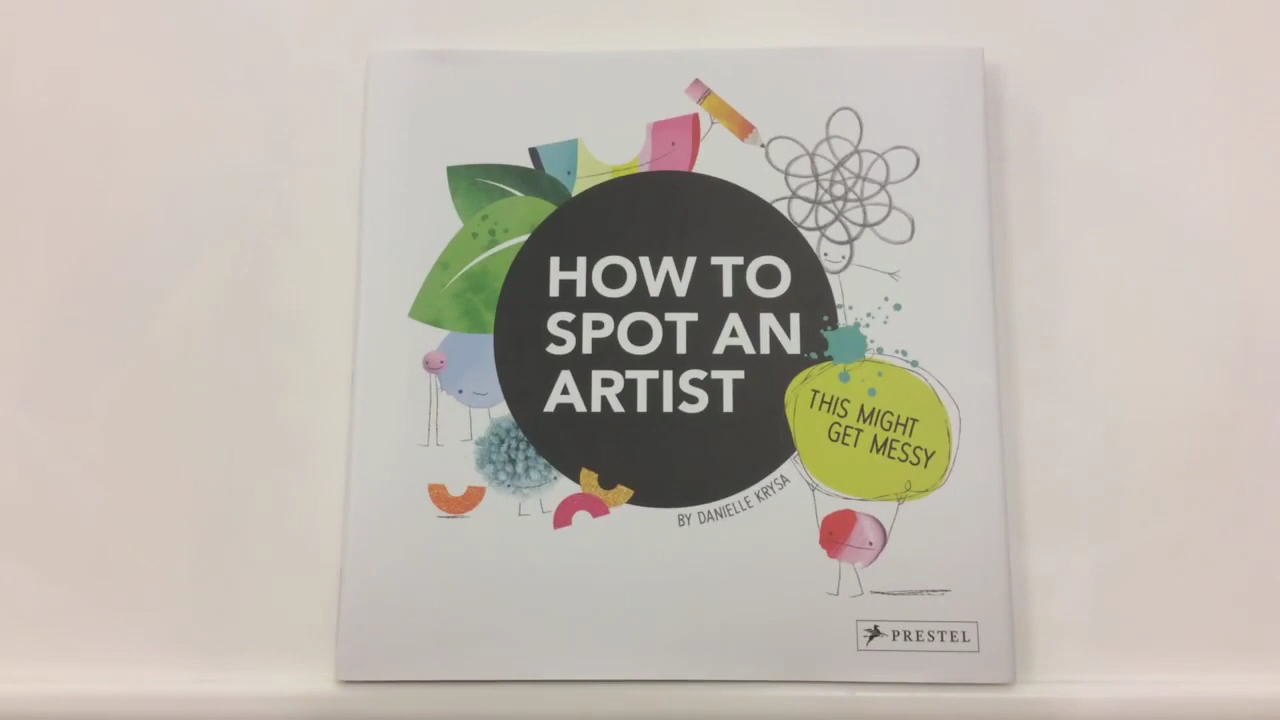 HOW TO
SPOT AN
ARTIST
THIS MIGHT
GET MESSY
BY DANIELLE KRYSA
PRESTEL